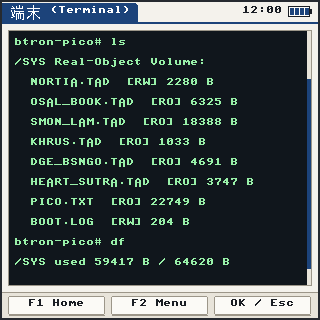 端末 (Terminal) 12:00
btron-pico# ls
/SYS Real-Object Volume:
NORTIA.TAD [RW] 2280 B
OSAL_BOOK.TAD [RO] 6325 B
SMON_LAM.TAD [RO] 18388 B
KHRUS.TAD [RO] 1033 B
DGE_BSNGO.TAD [RO] 4691 B
HEART_SUTRA.TAD [RO] 3747 B
PICO.TXT [RO] 22749 B
BOOT.LOG [RW] 204 B
btron-pico# df
/SYS used 59417 B / 64620 B
F1 Home F2 Menu OK / Esc